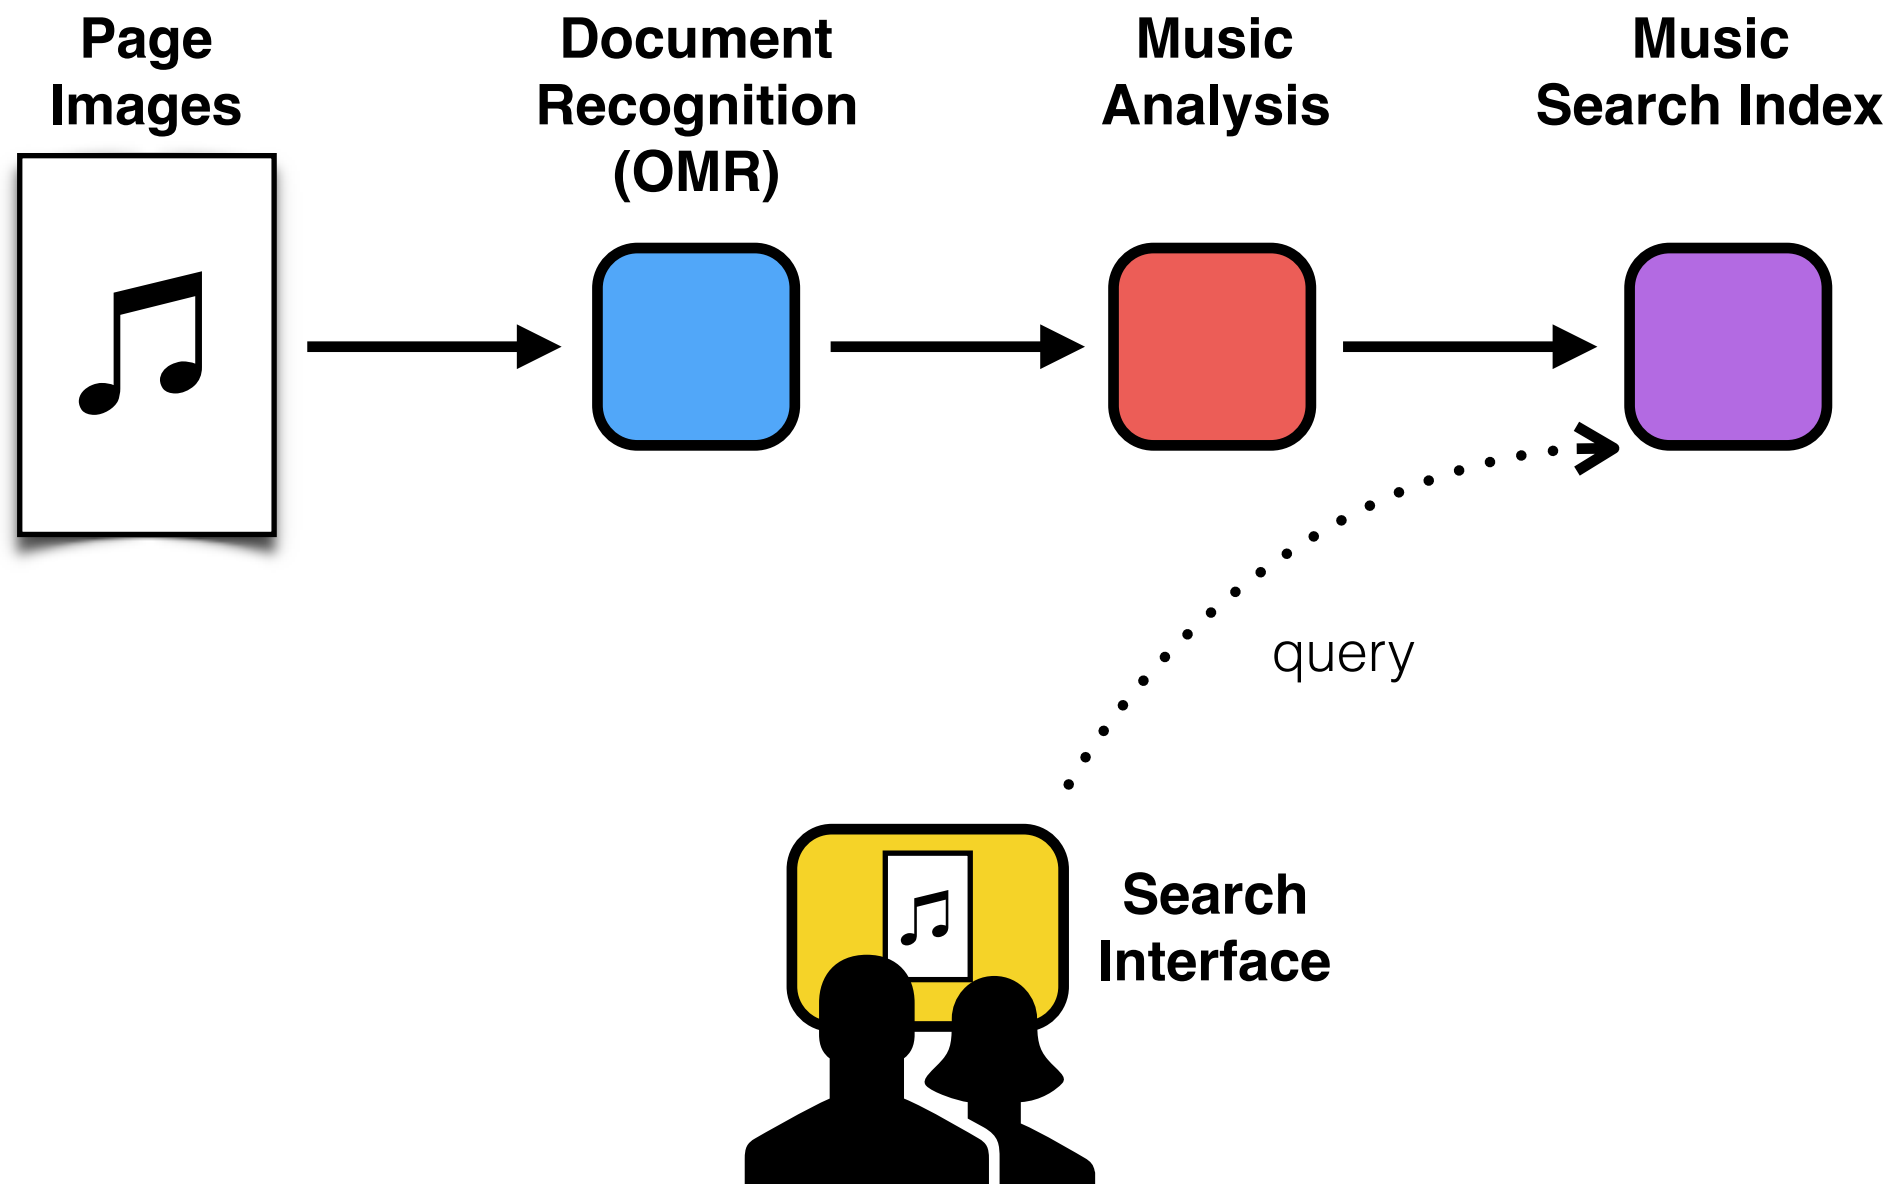 Page
Images
Document
Recognition
(OMR)
Music
Analysis
Music
Search Index
query
Search
Interface